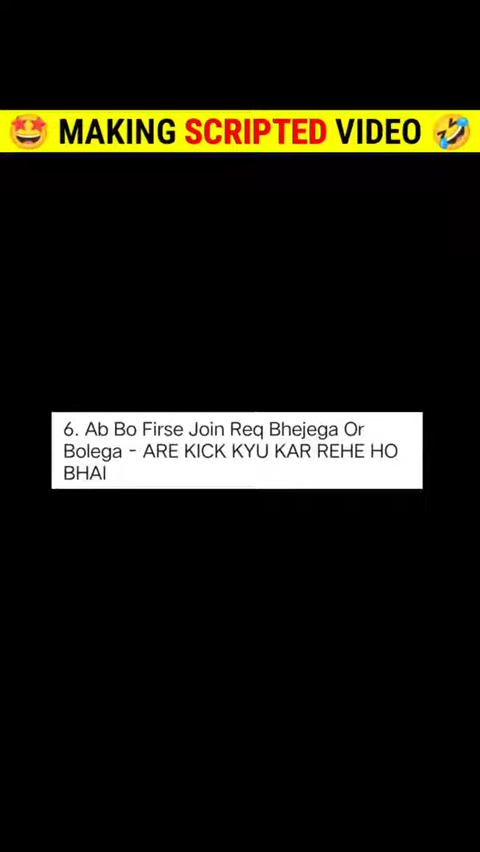 🤩 MAKING SCRIPTED VIDEO 🤣
6. Ab Bo Firse Join Req Bhejega Or
Bolega - ARE KICK KYU KAR REHE HO
BHAI